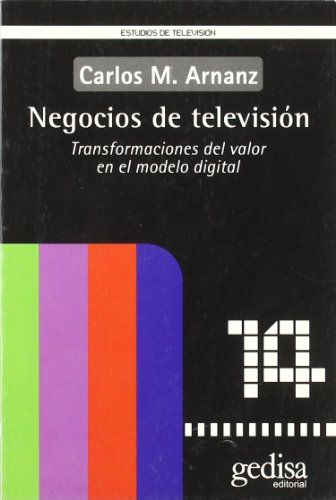 ESTUDIOS DE TELEVISIÓN
Carlos M. Arnanz
Negocios de televisión
Transformaciones del valor
en el modelo digital
14
gedisa
editorial